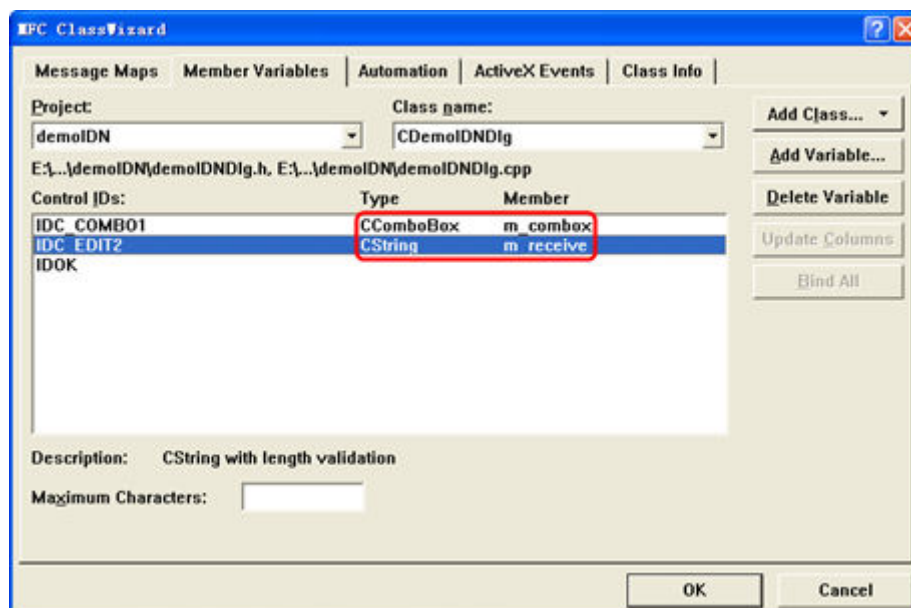 MFC ClassWizard
Message Maps Member Variables Automation ActiveX Events Class Info
Project: Class name:
demoIDN CDemoIDNDlg
Add Class...
E:\...\demoIDN\demoIDNDlg.h, E:\...\demoIDN\demoIDNDlg.cpp
Add Variable...
Control IDs: Type Member
Delete Variable
IDC_COMBO1 CComboBox m_combox
IDC_EDIT2 CString m_receive
Update Columns
IDOK
Bind All
Description: CString with length validation
Maximum Characters:
OK Cancel